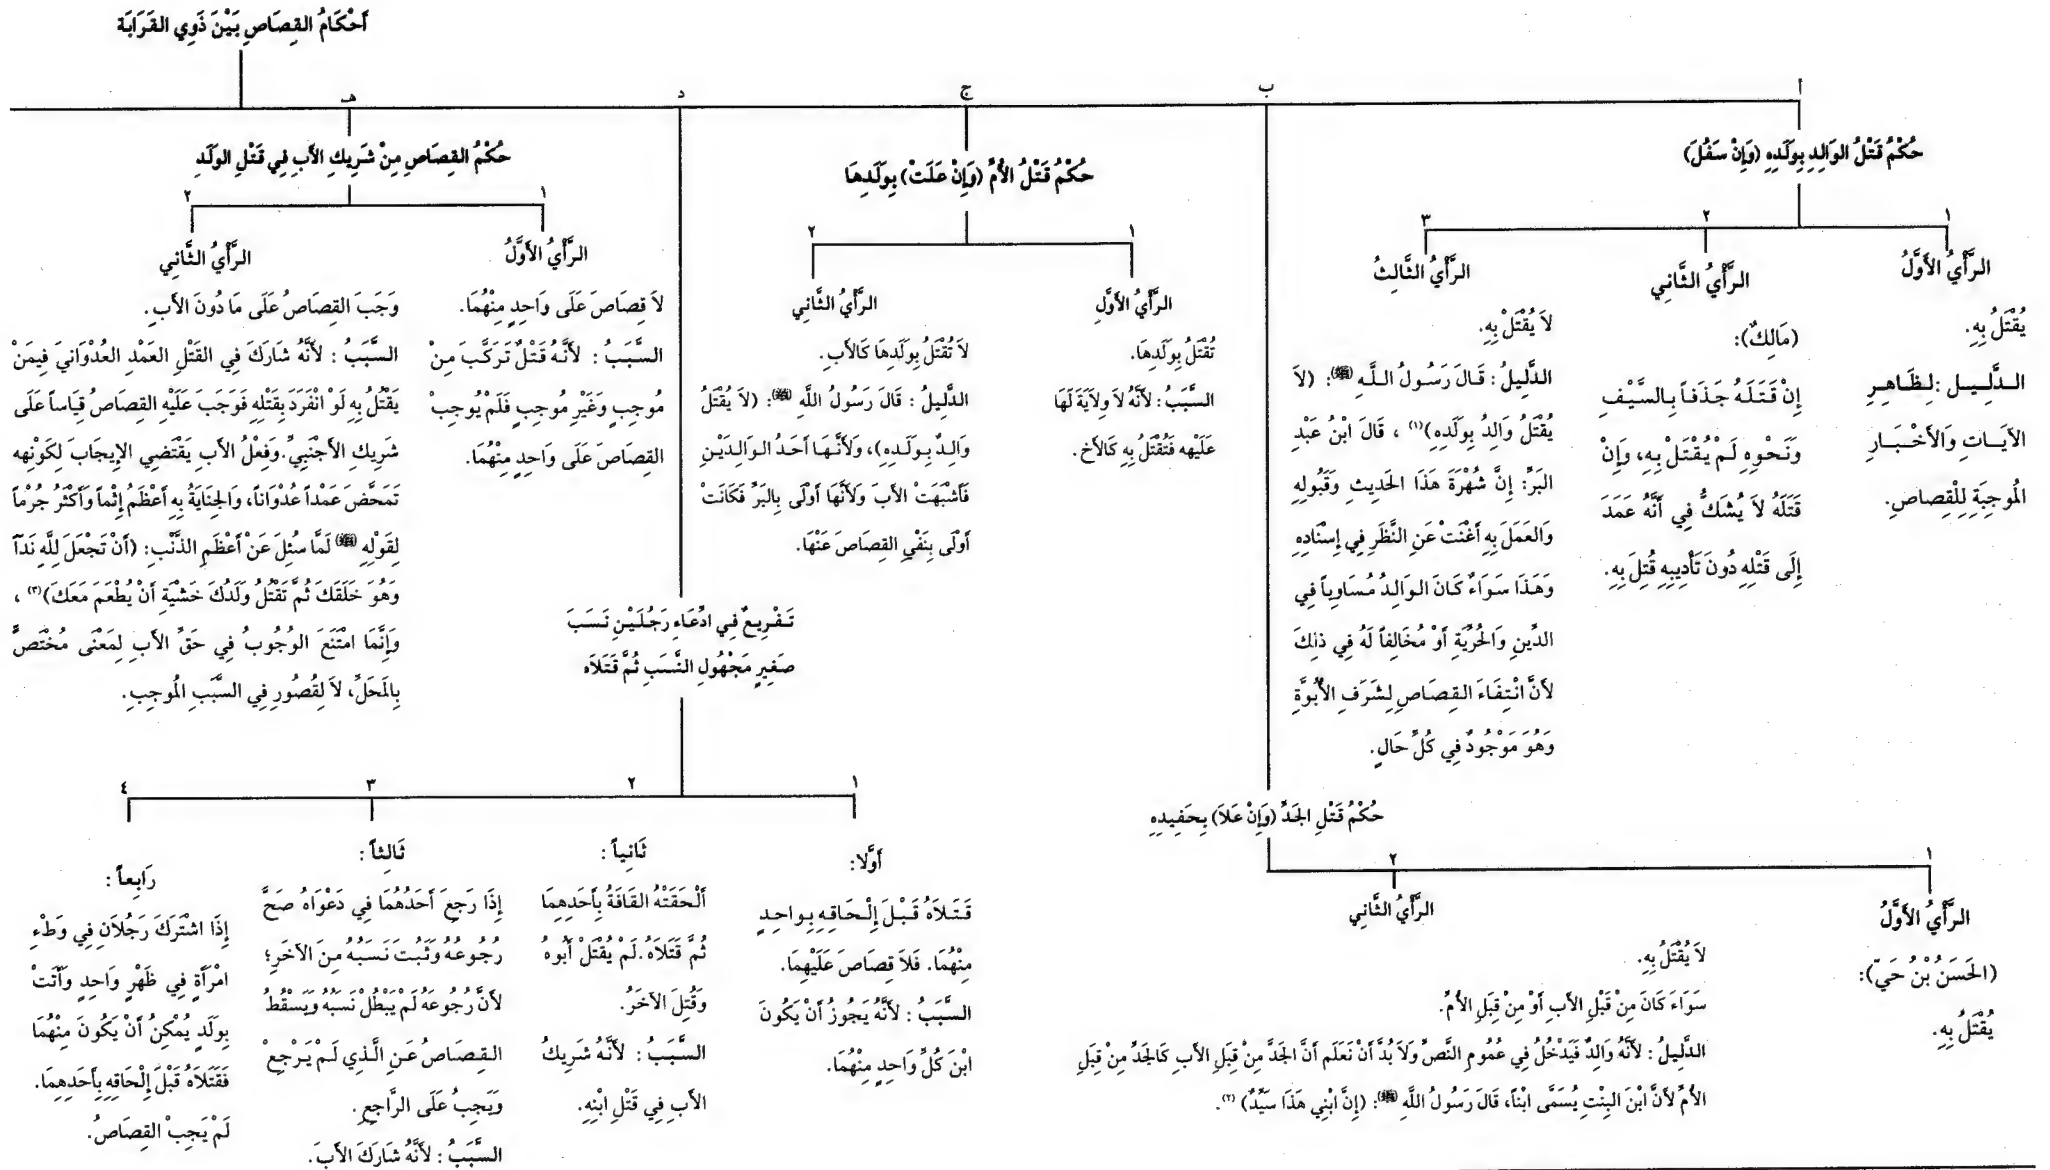 أَحْكَامُ القِصَاصِ بَيْنَ ذَوِي القَرَابَة
أ
حُكْمُ قَتْلُ الوَالِدِ بِوَلَدِهِ (وَإِنْ سَفُلَ)
١
الرَّأْيُ الأَوَّلُ
يُقْتَلُ بِهِ.
الدَّلِيل : لِظَاهِرِ
الآيَاتِ وَالأَخْبَارِ
المُوجِبَةِ لِلْقِصاصِ.
٢
الرَّأْيُ الثَّانِي
(مَالِكٌ):
إِنْ قَتَلَهُ حَذَفاً بِالسَّيْفِ
وَنَحْوِهِ لَمْ يُقْتَلْ بِهِ، وَإِنْ
قَتَلَهُ لَا يُشَكُّ فِي أَنَّهُ عَمَدَ
إِلَى قَتْلِهِ دُونَ تَأْدِيبِهِ قُتِلَ بِهِ.
٣
الرَّأْيُ الثَّالِثُ
لاَ يُقْتَلْ بِهِ.
الدَّلِيلُ : قَالَ رَسُولُ اللَّهِ ﷺ: (لاَ
يُقْتَلُ وَالِدُ بِوَلَدِهِ)(١) ، قَالَ ابْنُ عَبْدِ
البَرِّ: إِنَّ شُهْرَةَ هَذَا الحَدِيثِ وَقَبُولِهِ
وَالعَمَلَ بِهِ أَغْنَتْ عَنِ النَّظَرِ فِي إِسْنَادِهِ
وَهَذَا سَوَاءٌ كَانَ الوَالِدُ مُسَاوِياً فِي
الدِّينِ وَالحُرِّيَةِ أَوْ مُخَالِفاً لَهُ فِي ذلِكَ
لأَنَّ انْتِفَاءَ القِصَاصِ لِشَرَفِ الأُبُوَّةِ
وَهُوَ مَوْجُودٌ فِي كُلِّ حَالٍ.
ب
حُكْمُ قَتْلِ الجَدِّ (وَإِنْ عَلاَ) بِحَفِيدِهِ
١
الرَّأْيُ الأَوَّلُ
(الحَسَنُ بْنُ حَيّ):
يُقْتَلُ بِهِ.
٢
الرَّأْيُ الثَّانِي
لاَ يُقْتَلُ بِهِ.
سَوَاءَ كَانَ مِنْ قَبْلِ الأَبِ أَوْ مِنْ قِبَلِ الأُمِّ.
الدَّلِيلُ : لأَنَّهُ وَالِدٌ فَيَدْخُلُ فِي عُمُومِ النَّصِّ وَلاَ بُدَّ أَنْ نَعْلَم أَنَّ الجَدَّ مِنْ قِبَلِ الأَبِ كَالجَدِّ مِنْ قِبَلِ
الأُمِّ لأَنَّ ابْنَ البِنْتِ يُسَمَّى ابْناً، قَالَ رَسُولُ اللَّهِ ﷺ: (إِنَّ ابْنِي هَذَا سَيِّدٌ) (٢).
ج
حُكْمُ قَتْلُ الأُمِّ (وَإِنْ عَلَتْ) بِوَلَدِهَا
١
الرَّأْيُ الأَوَّل
تُقْتَلُ بِوَلَدِهَا.
السَّبَبُ : لأَنَّهُ لاَ وِلاَيَةَ لَهَا
عَلَيْهِه فَتُقْتَلُ بِهِ كَالأَخِ.
٢
الرَّأْيُ الثَّانِي
لاَ تُقْتَلُ بِوَلَدِهَا كَالأَبِ.
الدَّلِيلُ : قَالَ رَسُولُ اللَّهِ ﷺ: (لاَ يُقْتَلُ
وَالِدٌ بِوَلَدِهِ)، وَلأَنَّهَا أَحَدُ الوَالِدَيْنِ
فَأَشْبَهَتْ الأَبَ وَلأَنَّهَا أَوْلَى بِالبَرِّ فَكَانَتْ
أَوْلَى بِنَفْيِ القِصَاصَ عَنْهَا.
د
تَفْرِيعٌ فِي ادِّعَاءِ رَجُلَيْنِ نَسَبَ
صَغِيرٍ مَجْهُولِ النَّسَبِ ثُمَّ قَتَلاَه
١
أَوَّلا:
قَتَلاَهُ قَبْلَ إِلْحَاقِهِ بِواحِدٍ
مِنْهُمَا. فَلاَ قِصَاصَ عَلَيْهِمَا.
السَّبَبُ : لأَنَّهُ يَجُوزُ أَنْ يَكُونَ
ابْنَ كُلِّ وَاحِدٍ مِنْهُمَا.
٢
ثَانِياً :
أَلْحَقَتْهُ القَافَةُ بِأَحَدِهِمَا
ثُمَّ قَتَلاَهُ. لَمْ يُقْتَلْ أَبُوهُ
وَقُتِلَ الآخَرُ.
السَّبَبُ : لأَنَّهُ شَرِيكُ
الأَبِ فِي قَتْلِ ابْنِهِ.
٣
ثَالِثاً :
إِذَا رَجَعَ أَحَدُهُمَا فِي دَعْوَاهُ صَحَّ
رُجُوعُهُ وَثَبُتَ نَسَبُهُ مِنَ الآخَرِ؛
لأَنَّ رُجُوعَهُ لَمْ يَبْطُلْ نَسَبُهُ وَيَسْقُطُ
القِصَاصُ عَنِ الَّذِي لَمْ يَرْجِعْ
وَيَجِبُ عَلَى الرَّاجِعِ.
السَّبَبُ : لأَنَّهُ شَارَكَ الأَبَ.
٤
رَابِعاً :
إِذَا اشْتَرَكَ رَجُلاَنِ فِي وَطْءِ
امْرَأَةٍ فِي طَهْرٍ وَاحِدٍ وَأَتَتْ
بِوَلَدٍ يُمْكِنُ أَنْ يَكُونَ مِنْهُمَا
فَقَتَلاَهُ قَبْلَ إِلْحَاقِهِ بِأَحَدِهِمَا.
لَمْ يَجِبْ القِصَاصُ.
هـ
حُكْمُ القِصَاصِ مِنْ شَرِيكِ الأَبِ فِي قَتْلِ الوَلَدِ
١
الرَّأْيُ الأَوَّلُ
لاَ قِصَاصَ عَلَى وَاحِدٍ مِنْهُمَا.
السَّبَبُ : لأَنَّهُ قَتْلٌ تَرَكَّبَ مِنْ
مُوجِبٍ وَغَيْرِ مُوجِبٍ فَلَمْ يُوجِبْ
القِصَاصَ عَلَى وَاحِدٍ مِنْهُمَا.
٢
الرَّأْيُ الثَّانِي
وَجَبَ القِصَاصُ عَلَى مَا دُونَ الأَبِ.
السَّبَبُ : لأَنَّهُ شَارَكَ فِي القَتْلِ العَمْدِ العُدْوَانيَ فِيمَنْ
يَقْتُلُ بِهِ لَوْ انْفَرَدَ بِقَتْلِهِ فَوَجَبَ عَلَيْهِ القِصَاصُ قِيَاساً عَلَى
شَرِيكِ الأَجْنَبِيِّ. وَفِعْلُ الأَبِ يَقْتَضِي الإِيجَابَ لِكَوْنِهِه
تَمَحَّضَ عَمْداً عُدْوَاناً، وَالجِنَايَةُ بِهِ أَعْظَمُ إِثْماً وَأَكْثَرُ جُرْماً
لِقَوْلِهِ ﷺ لَمَّا سُئِلَ عَنْ أَعْظَمِ الذَّنْبِ: (أَنْ تَجْعَلَ لِلَّهِ نَدّاً
وَهُوَ خَلَقَكَ ثُمَّ تَقْتُلُ وَلَدُكَ خَشْيَةَ أَنْ يُطْعَمَ مَعَكَ)(٣) ،
وَإِنَّمَا امْتَنَعَ الوُجُوبُ فِي حَقِّ الأَبِ لِمَعْنَى مُخْتَصٍّ
بِالمَحَلِّ، لاَ لِقُصُورٍ فِي السَّبَبِ المُوجِبِ.